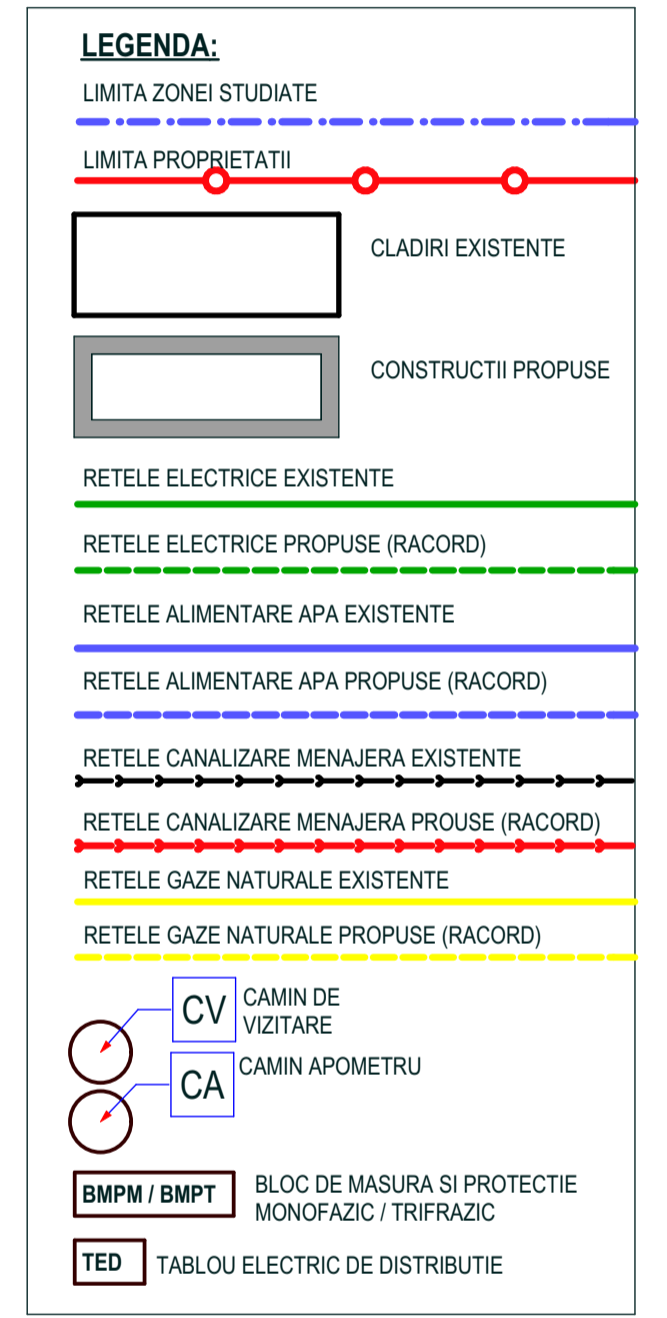 LEGENDA:
LIMITA ZONEI STUDIATE
LIMITA PROPRIETATII
CLADIRI EXISTENTE
CONSTRUCTII PROPUSE
RETELE ELECTRICE EXISTENTE
RETELE ELECTRICE PROPUSE (RACORD)
RETELE ALIMENTARE APA EXISTENTE
RETELE ALIMENTARE APA PROPUSE (RACORD)
RETELE CANALIZARE MENAJERA EXISTENTE
RETELE CANALIZARE MENAJERA PROUSE (RACORD)
RETELE GAZE NATURALE EXISTENTE
RETELE GAZE NATURALE PROPUSE (RACORD)
CV
CAMIN DE
VIZITARE
CA
CAMIN APOMETRU
BMPM / BMPT
BLOC DE MASURA SI PROTECTIE
MONOFAZIC / TRIFRAZIC
TED
TABLOU ELECTRIC DE DISTRIBUTIE